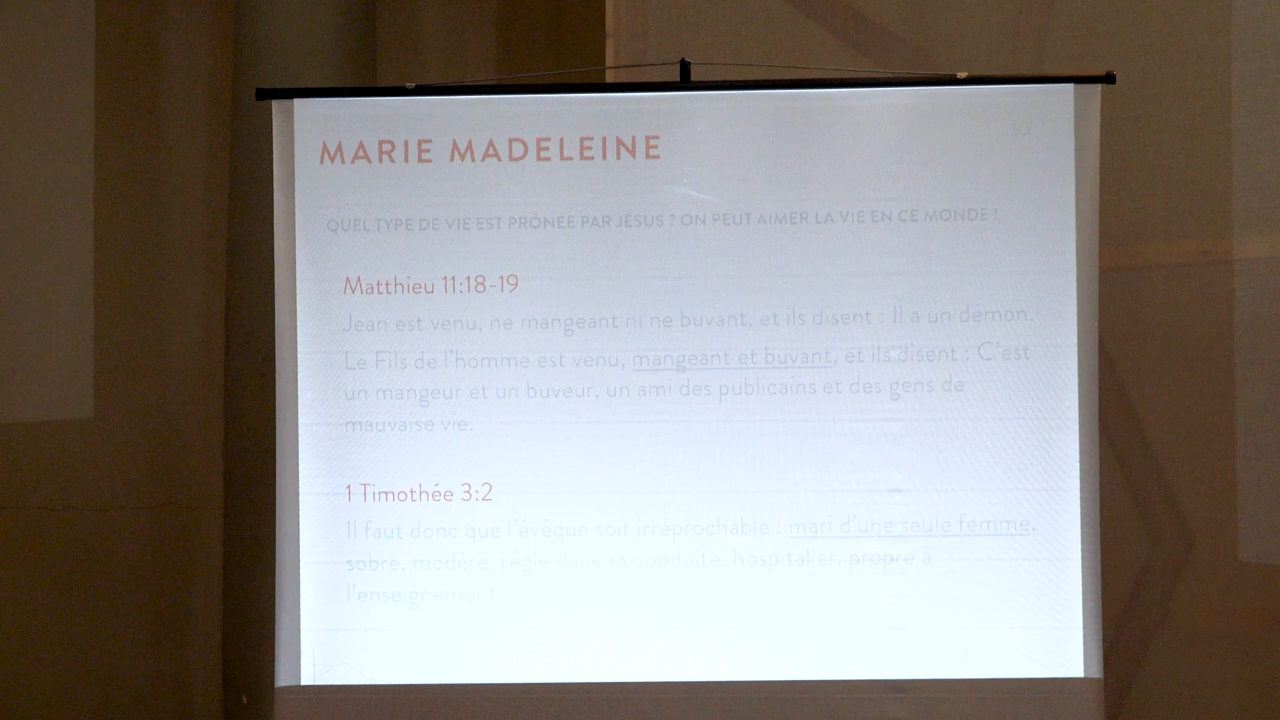 MARIE MADELEINE
QUEL TYPE DE VIE EST PRÔNÉE PAR JÉSUS ? ON PEUT AIMER LA VIE EN CE MONDE !
Matthieu 11:18-19
Jean est venu, ne mangeant ni ne buvant, et ils disent : Il a un démon.
Le Fils de l'homme est venu, mangeant et buvant, et ils disent : C'est
un mangeur et un buveur, un ami des publicains et des gens de
mauvaise vie.
1 Timothée 3:2
Il faut donc que l'évêque soit irréprochable : mari d'une seule femme,
sobre, modéré, réglé dans sa conduite, hospitalier, propre à
l'enseignement